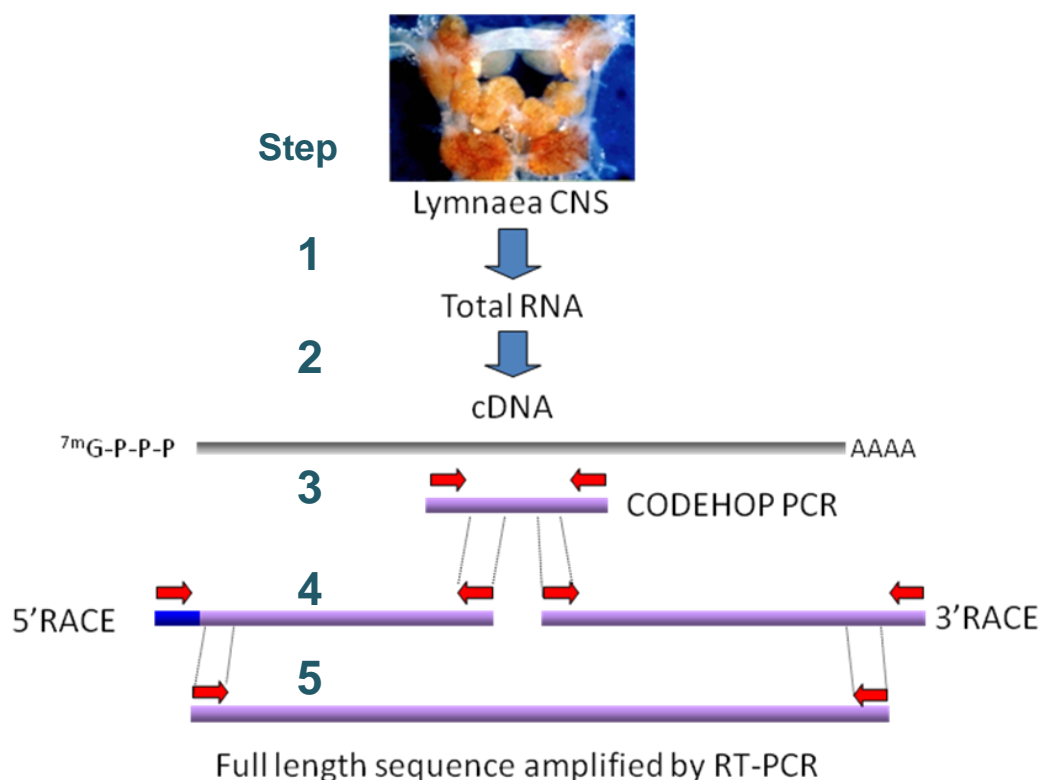 Step
Lymnaea CNS
1
Total RNA
2
cDNA
7mG-P-P-P AAAA
3
CODEHOP PCR
4
5'RACE 3'RACE
5
Full length sequence amplified by RT-PCR